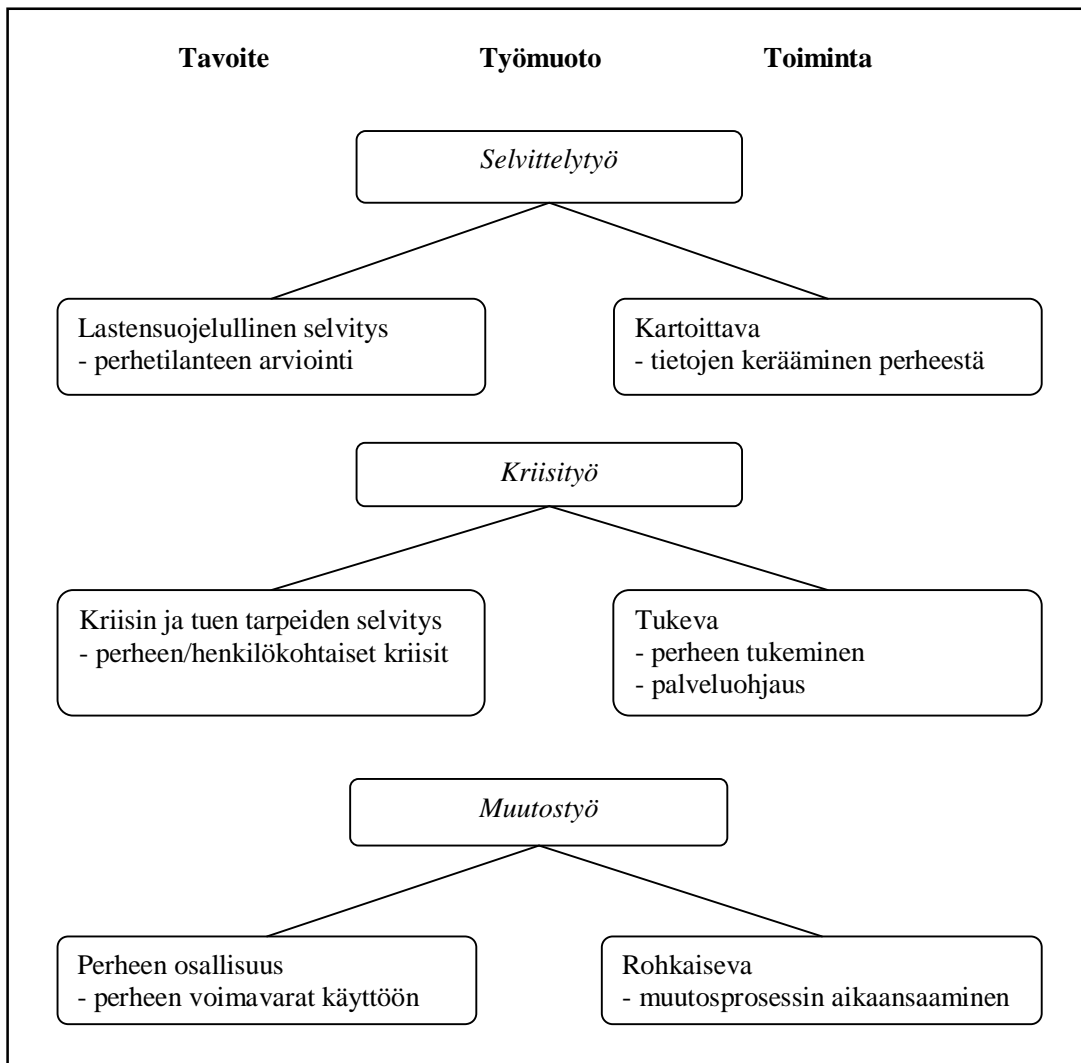 Tavoite Työmuoto Toiminta
Selvittelytyö
Lastensuojelullinen selvitys
- perhetilanteen arviointi
Kartoittava
- tietojen kerääminen perheestä
Kriisityö
Kriisin ja tuen tarpeiden selvitys
- perheen/henkilökohtaiset kriisit
Tukeva
- perheen tukeminen
- palveluohjaus
Muutostyö
Perheen osallisuus
- perheen voimavarat käyttöön
Rohkaiseva
- muutosprosessin aikaansaaminen